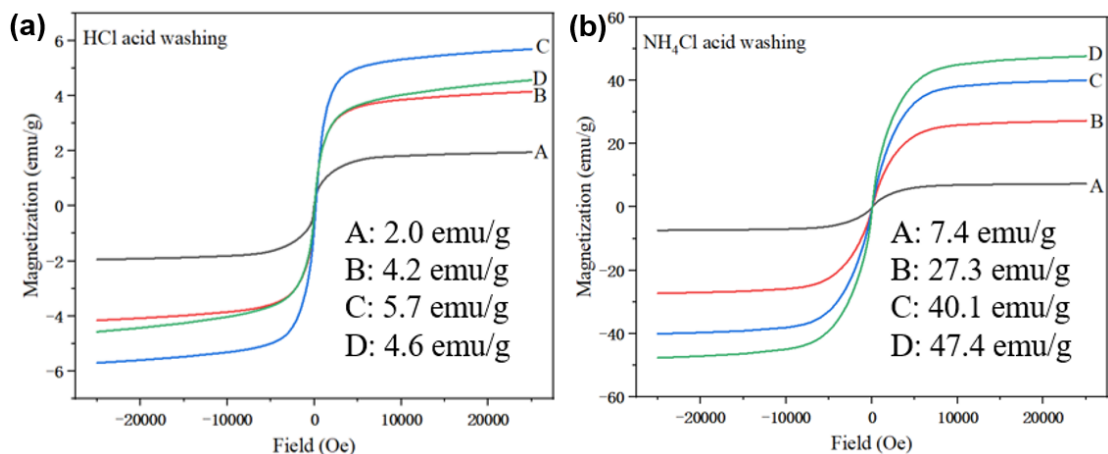 (a)
HCl acid washing
Magnetization (emu/g)
6
4
2
0
−2
−4
−6
C
D
B
A
A: 2.0 emu/g
B: 4.2 emu/g
C: 5.7 emu/g
D: 4.6 emu/g
−20000
−10000
0
10000
20000
Field (Oe)
(b)
NH₄Cl acid washing
Magnetization (emu/g)
60
40
20
0
−20
−40
−60
D
C
B
A
A: 7.4 emu/g
B: 27.3 emu/g
C: 40.1 emu/g
D: 47.4 emu/g
−20000
−10000
0
10000
20000
Field (Oe)